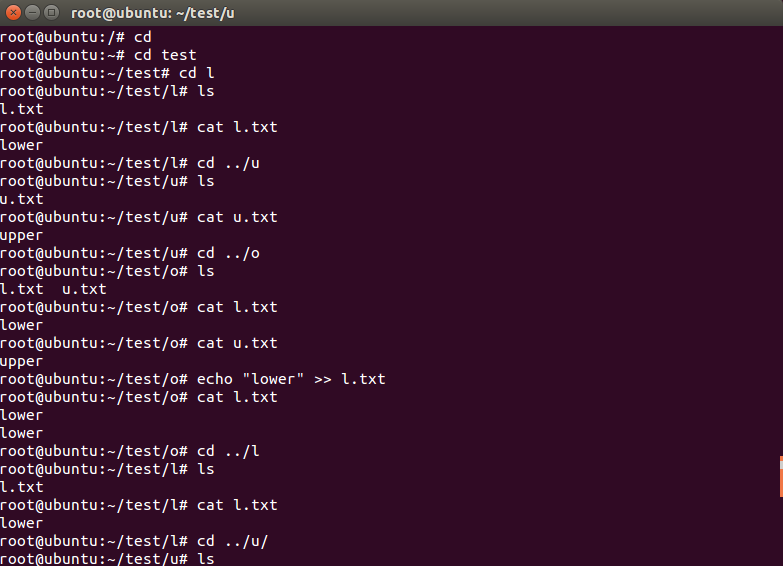 root@ubuntu: ~/test/u
root@ubuntu:/# cd
root@ubuntu:~# cd test
root@ubuntu:~/test# cd l
root@ubuntu:~/test/l# ls
l.txt
root@ubuntu:~/test/l# cat l.txt
lower
root@ubuntu:~/test/l# cd ../u
root@ubuntu:~/test/u# ls
u.txt
root@ubuntu:~/test/u# cat u.txt
upper
root@ubuntu:~/test/u# cd ../o
root@ubuntu:~/test/o# ls
l.txt  u.txt
root@ubuntu:~/test/o# cat l.txt
lower
root@ubuntu:~/test/o# cat u.txt
upper
root@ubuntu:~/test/o# echo "lower" >> l.txt
root@ubuntu:~/test/o# cat l.txt
lower
lower
root@ubuntu:~/test/o# cd ../l
root@ubuntu:~/test/l# ls
l.txt
root@ubuntu:~/test/l# cat l.txt
lower
root@ubuntu:~/test/l# cd ../u/
root@ubuntu:~/test/u# ls